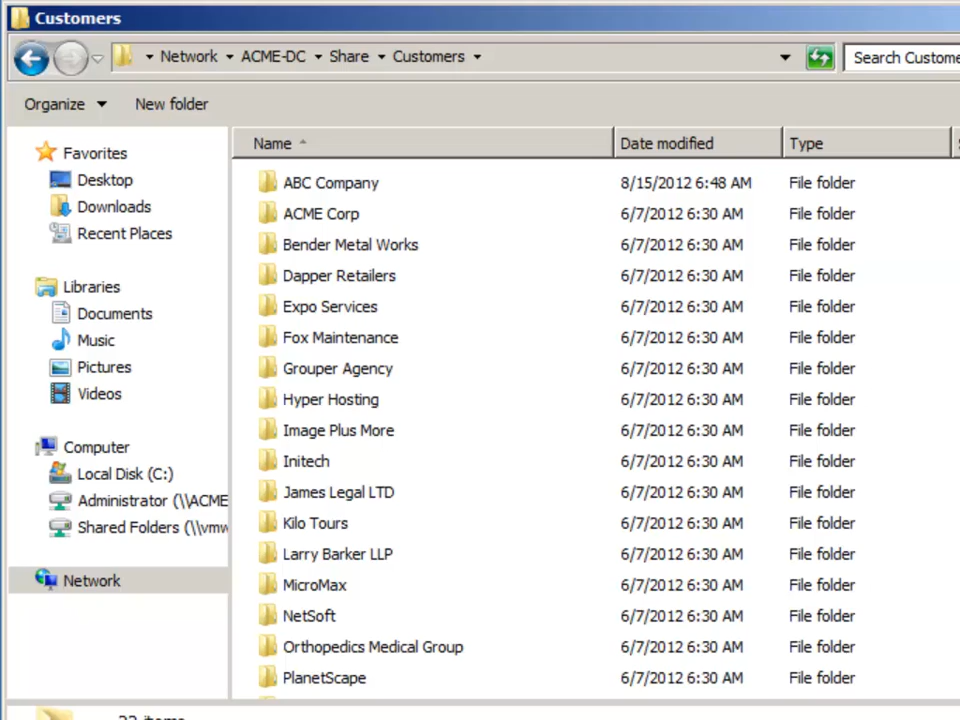 Customers
Network ACME-DC Share Customers
Search Custome
Organize New folder
Name Date modified Type
Favorites
Desktop
Downloads
Recent Places
Libraries
Documents
Music
Pictures
Videos
Computer
Local Disk (C:)
Administrator (\\ACME
Shared Folders (\\vmw
Network
ABC Company 8/15/2012 6:48 AM File folder
ACME Corp 6/7/2012 6:30 AM File folder
Bender Metal Works 6/7/2012 6:30 AM File folder
Dapper Retailers 6/7/2012 6:30 AM File folder
Expo Services 6/7/2012 6:30 AM File folder
Fox Maintenance 6/7/2012 6:30 AM File folder
Grouper Agency 6/7/2012 6:30 AM File folder
Hyper Hosting 6/7/2012 6:30 AM File folder
Image Plus More 6/7/2012 6:30 AM File folder
Initech 6/7/2012 6:30 AM File folder
James Legal LTD 6/7/2012 6:30 AM File folder
Kilo Tours 6/7/2012 6:30 AM File folder
Larry Barker LLP 6/7/2012 6:30 AM File folder
MicroMax 6/7/2012 6:30 AM File folder
NetSoft 6/7/2012 6:30 AM File folder
Orthopedics Medical Group 6/7/2012 6:30 AM File folder
PlanetScape 6/7/2012 6:30 AM File folder
items